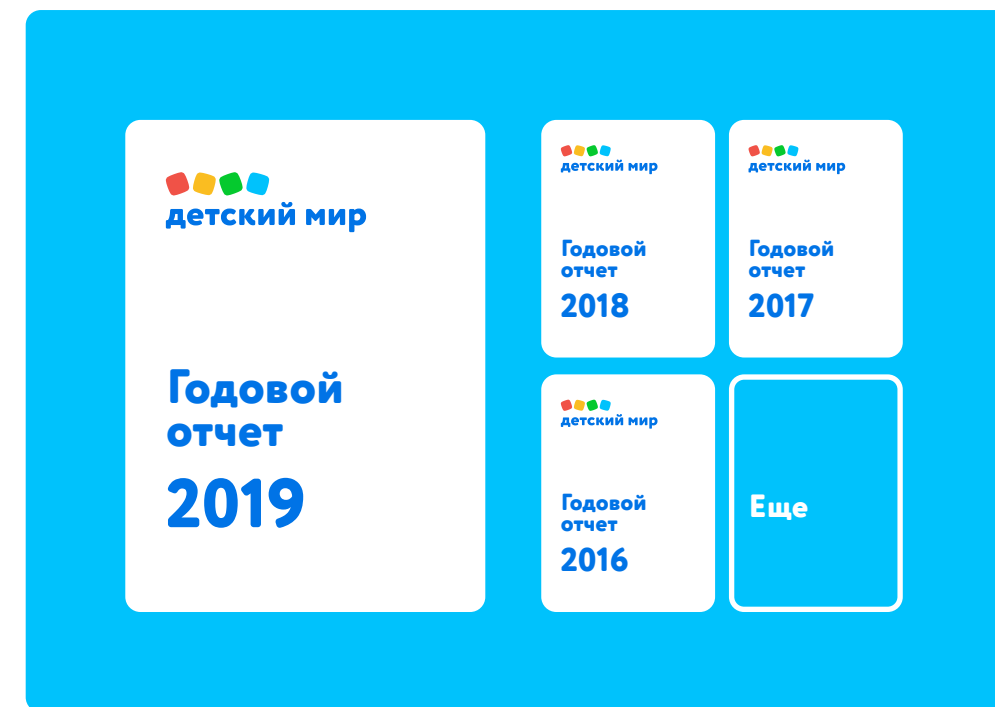 детский мир
Годовой
отчет
2019
детский мир
Годовой
отчет
2018
детский мир
Годовой
отчет
2017
детский мир
Годовой
отчет
2016
Еще